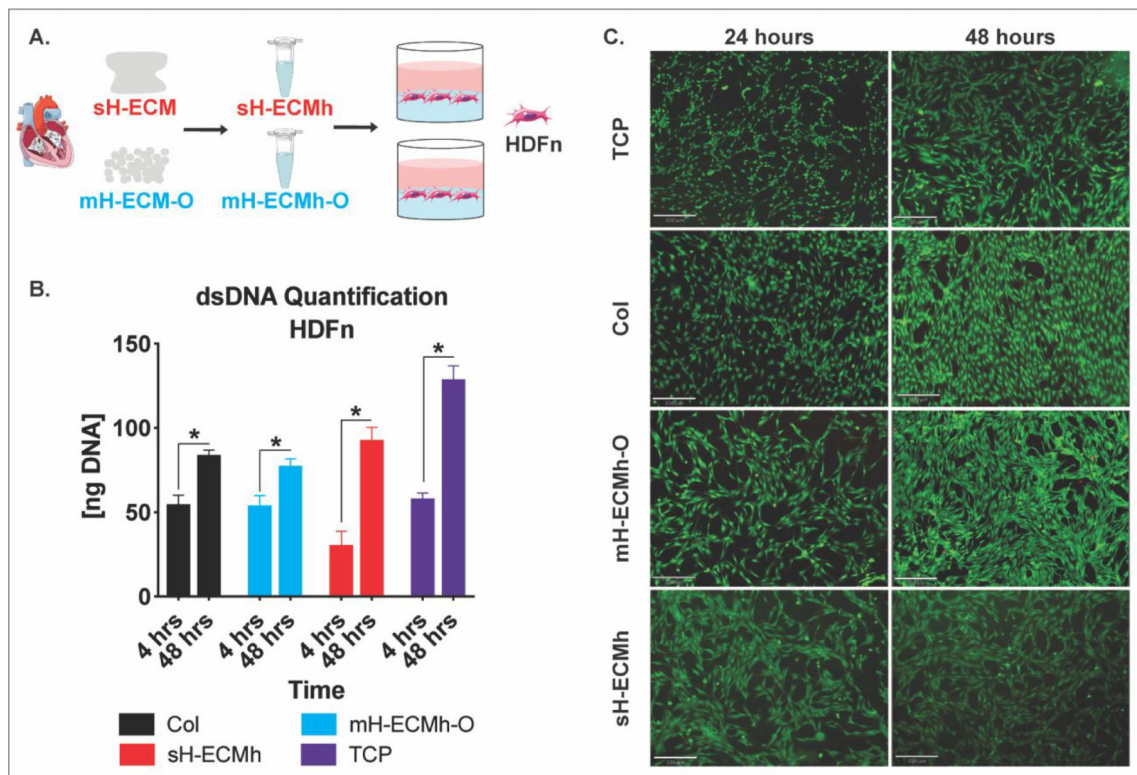 A.
sH-ECM
mH-ECM-O
sH-ECMh
mH-ECMh-O
HDFn
B.
dsDNA Quantification
HDFn
[ng DNA]
150
100
50
0
*
*
*
*
4 hrs
48 hrs
4 hrs
48 hrs
4 hrs
48 hrs
4 hrs
48 hrs
Time
Col
mH-ECMh-O
sH-ECMh
TCP
C.
24 hours
48 hours
TCP
Col
mH-ECMh-O
sH-ECMh